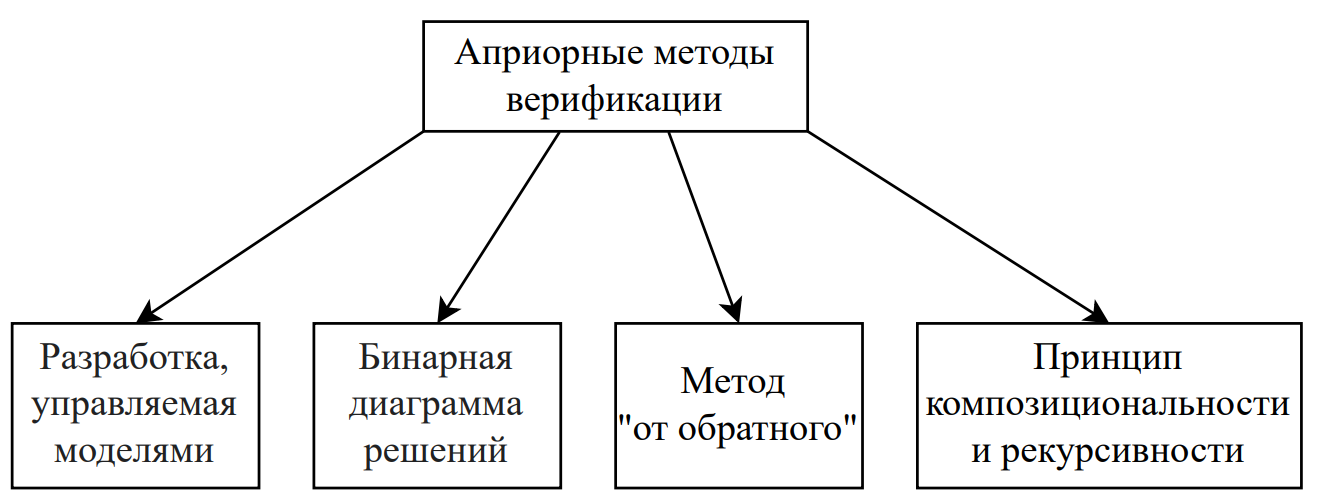 Априорные методы
верификации
Разработка,
управляемая
моделями
Бинарная
диаграмма
решений
Метод
"от обратного"
Принцип
композициональности
и рекурсивности